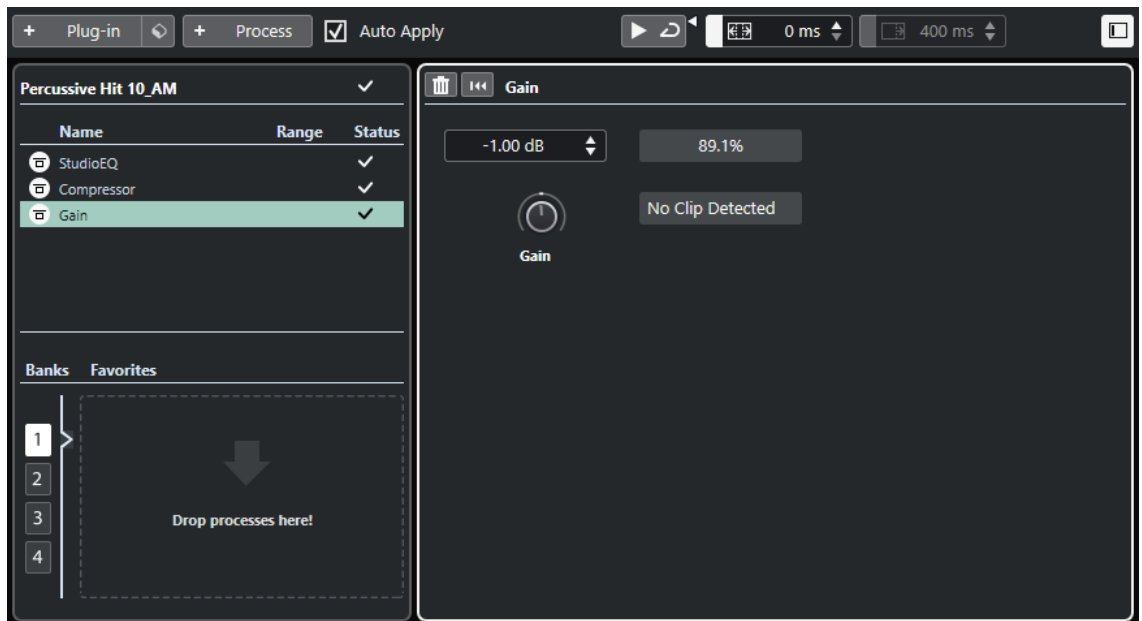 + Plug-in + Process Auto Apply 0 ms 400 ms
Percussive Hit 10_AM
Name Range Status
StudioEQ
Compressor
Gain
Banks Favorites
1
2
3
4
Drop processes here!
Gain
-1.00 dB 89.1%
No Clip Detected
Gain